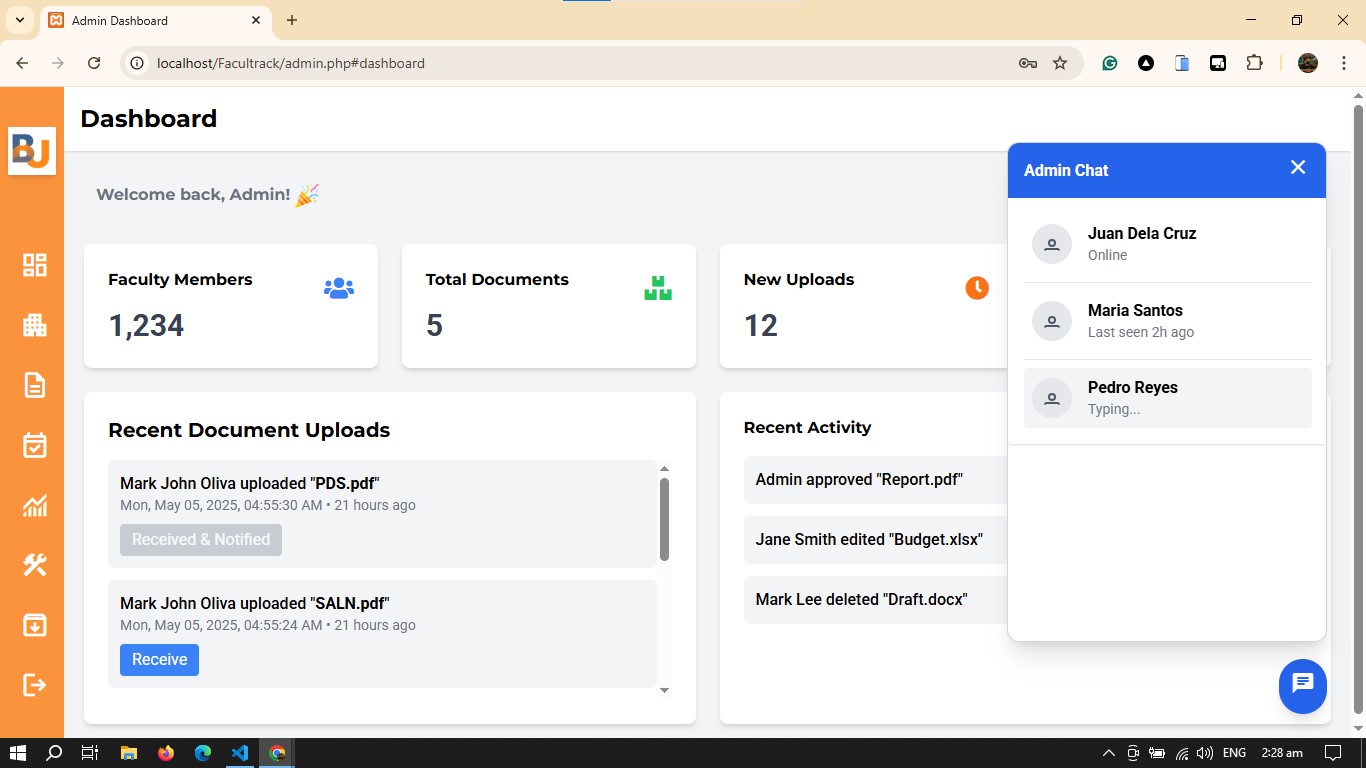 Admin Dashboard
localhost/Facultrack/admin.php#dashboard
BU
Dashboard
Welcome back, Admin! 🎉
Faculty Members
1,234
Total Documents
5
New Uploads
12
Recent Document Uploads
Mark John Oliva uploaded "PDS.pdf"
Mon, May 05, 2025, 04:55:30 AM • 21 hours ago
Received & Notified
Mark John Oliva uploaded "SALN.pdf"
Mon, May 05, 2025, 04:55:24 AM • 21 hours ago
Receive
Recent Activity
Admin approved "Report.pdf"
Jane Smith edited "Budget.xlsx"
Mark Lee deleted "Draft.docx"
Admin Chat
Juan Dela Cruz
Online
Maria Santos
Last seen 2h ago
Pedro Reyes
Typing...
ENG
2:28 am